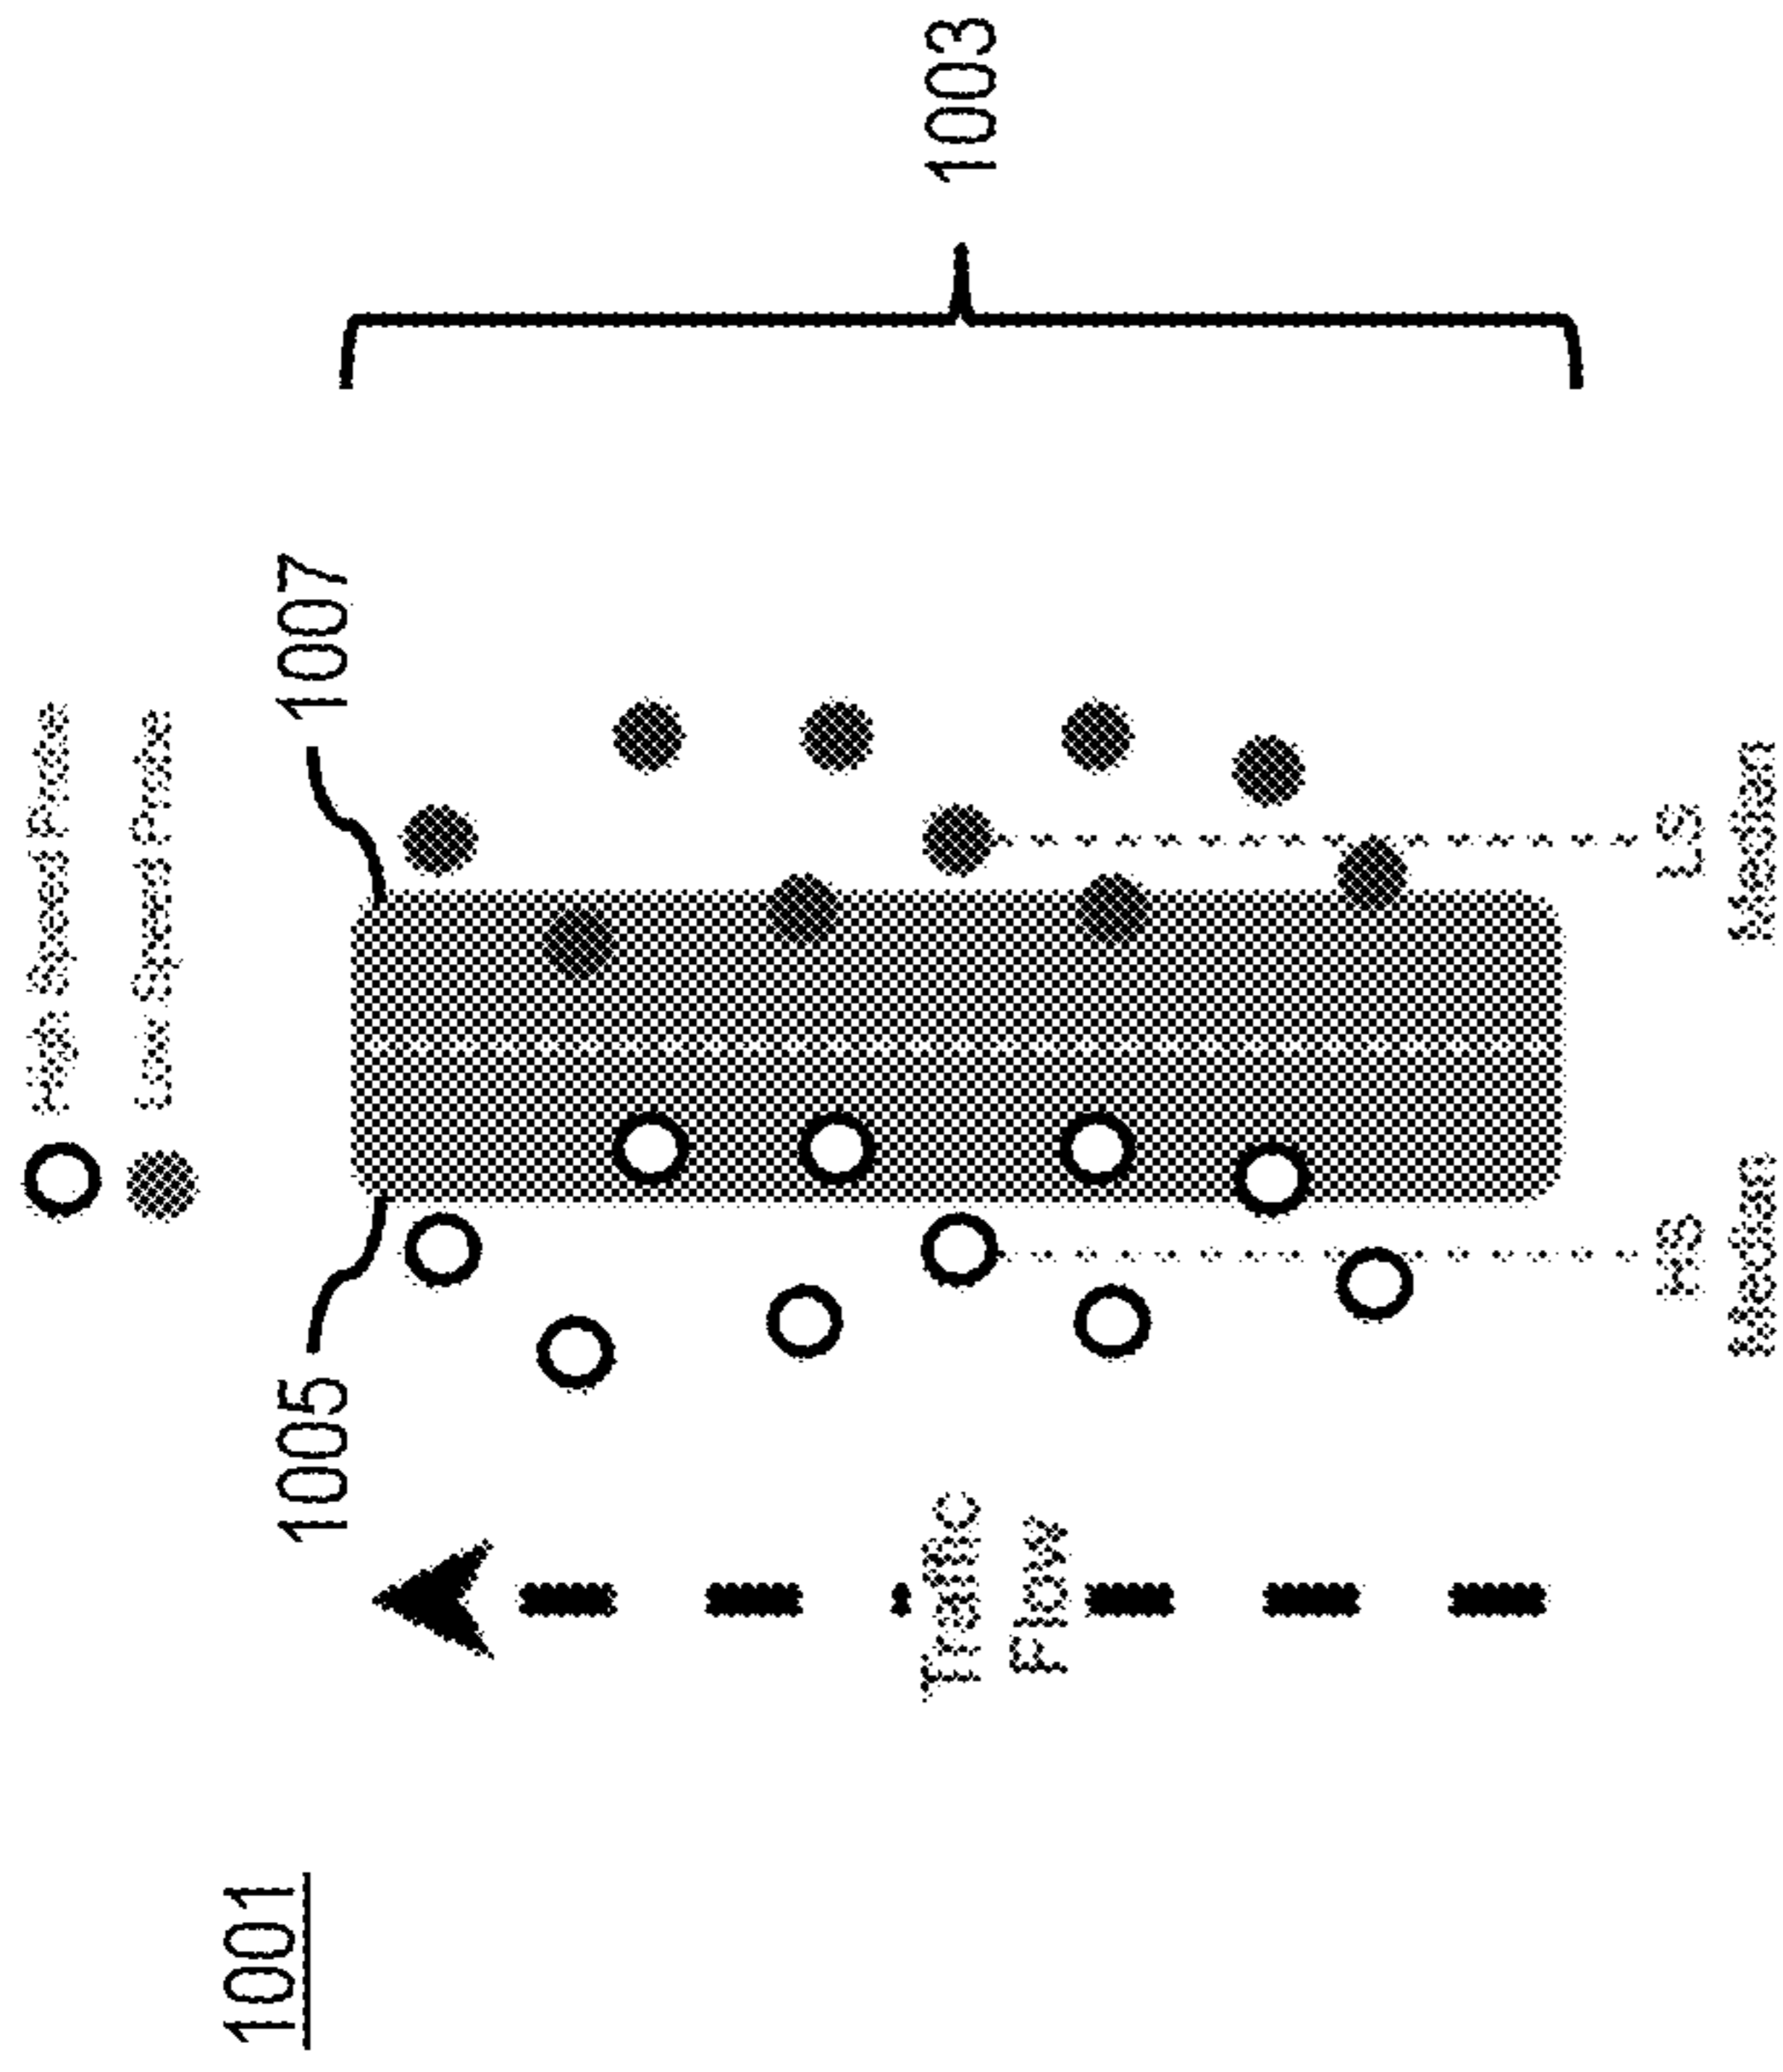 1001
High Speed Probe
Low Speed Probe
1005
1007
Traffic
Flow
1003
HS
Median
LS
Median